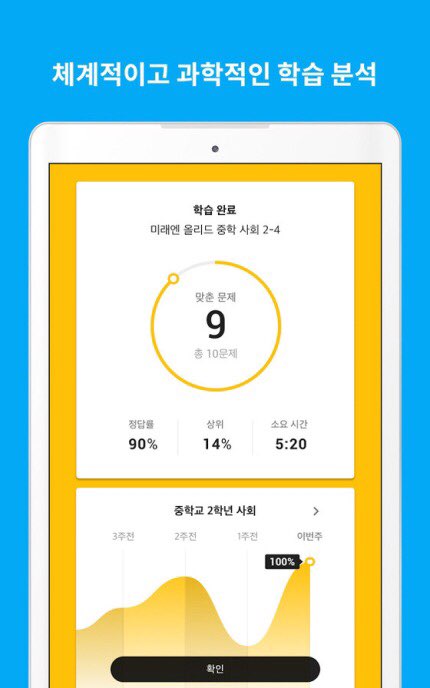 체계적이고 과학적인 학습 분석
학습 완료
미래엔 올리드 중학 사회 2-4
맞춘 문제
9
총 10문제
정답률 상위 소요 시간
90% 14% 5:20
중학교 2학년 사회
3주전 2주전 1주전 이번주
100%
확인